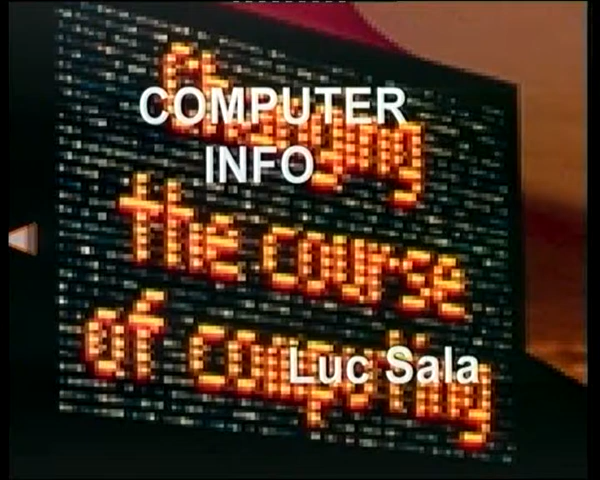 COMPUTER
INFO
Changing
the course
of computing
Luc Sala